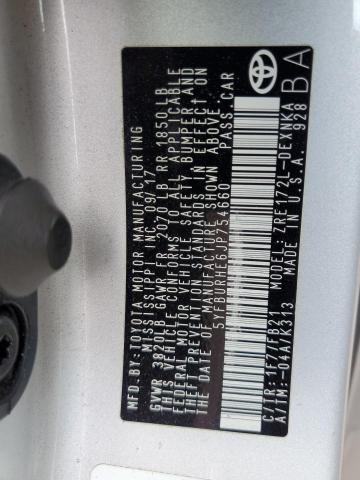 MFD.BY: TOYOTA MOTOR MANUFACTURING
MISSISSIPPI, INC. 09/17
GVWR 3820LB GAWR FR 2070 LB RR 1850LB
THIS VEHICLE CONFORMS TO ALL APPLICABLE
FEDERAL MOTOR VEHICLE SAFETY, BUMPER, AND
THEFT PREVENTION STANDARDS IN EFFECT ON
THE DATE OF MANUFACTURE SHOWN ABOVE.
5YFBURHE6JP754660 PASS.CAR
C/TR: 1F7/FB21
MODEL: ZRE172L-DEXNKA
A/TM: -04A/K313
MADE IN U.S.A. 928
BA